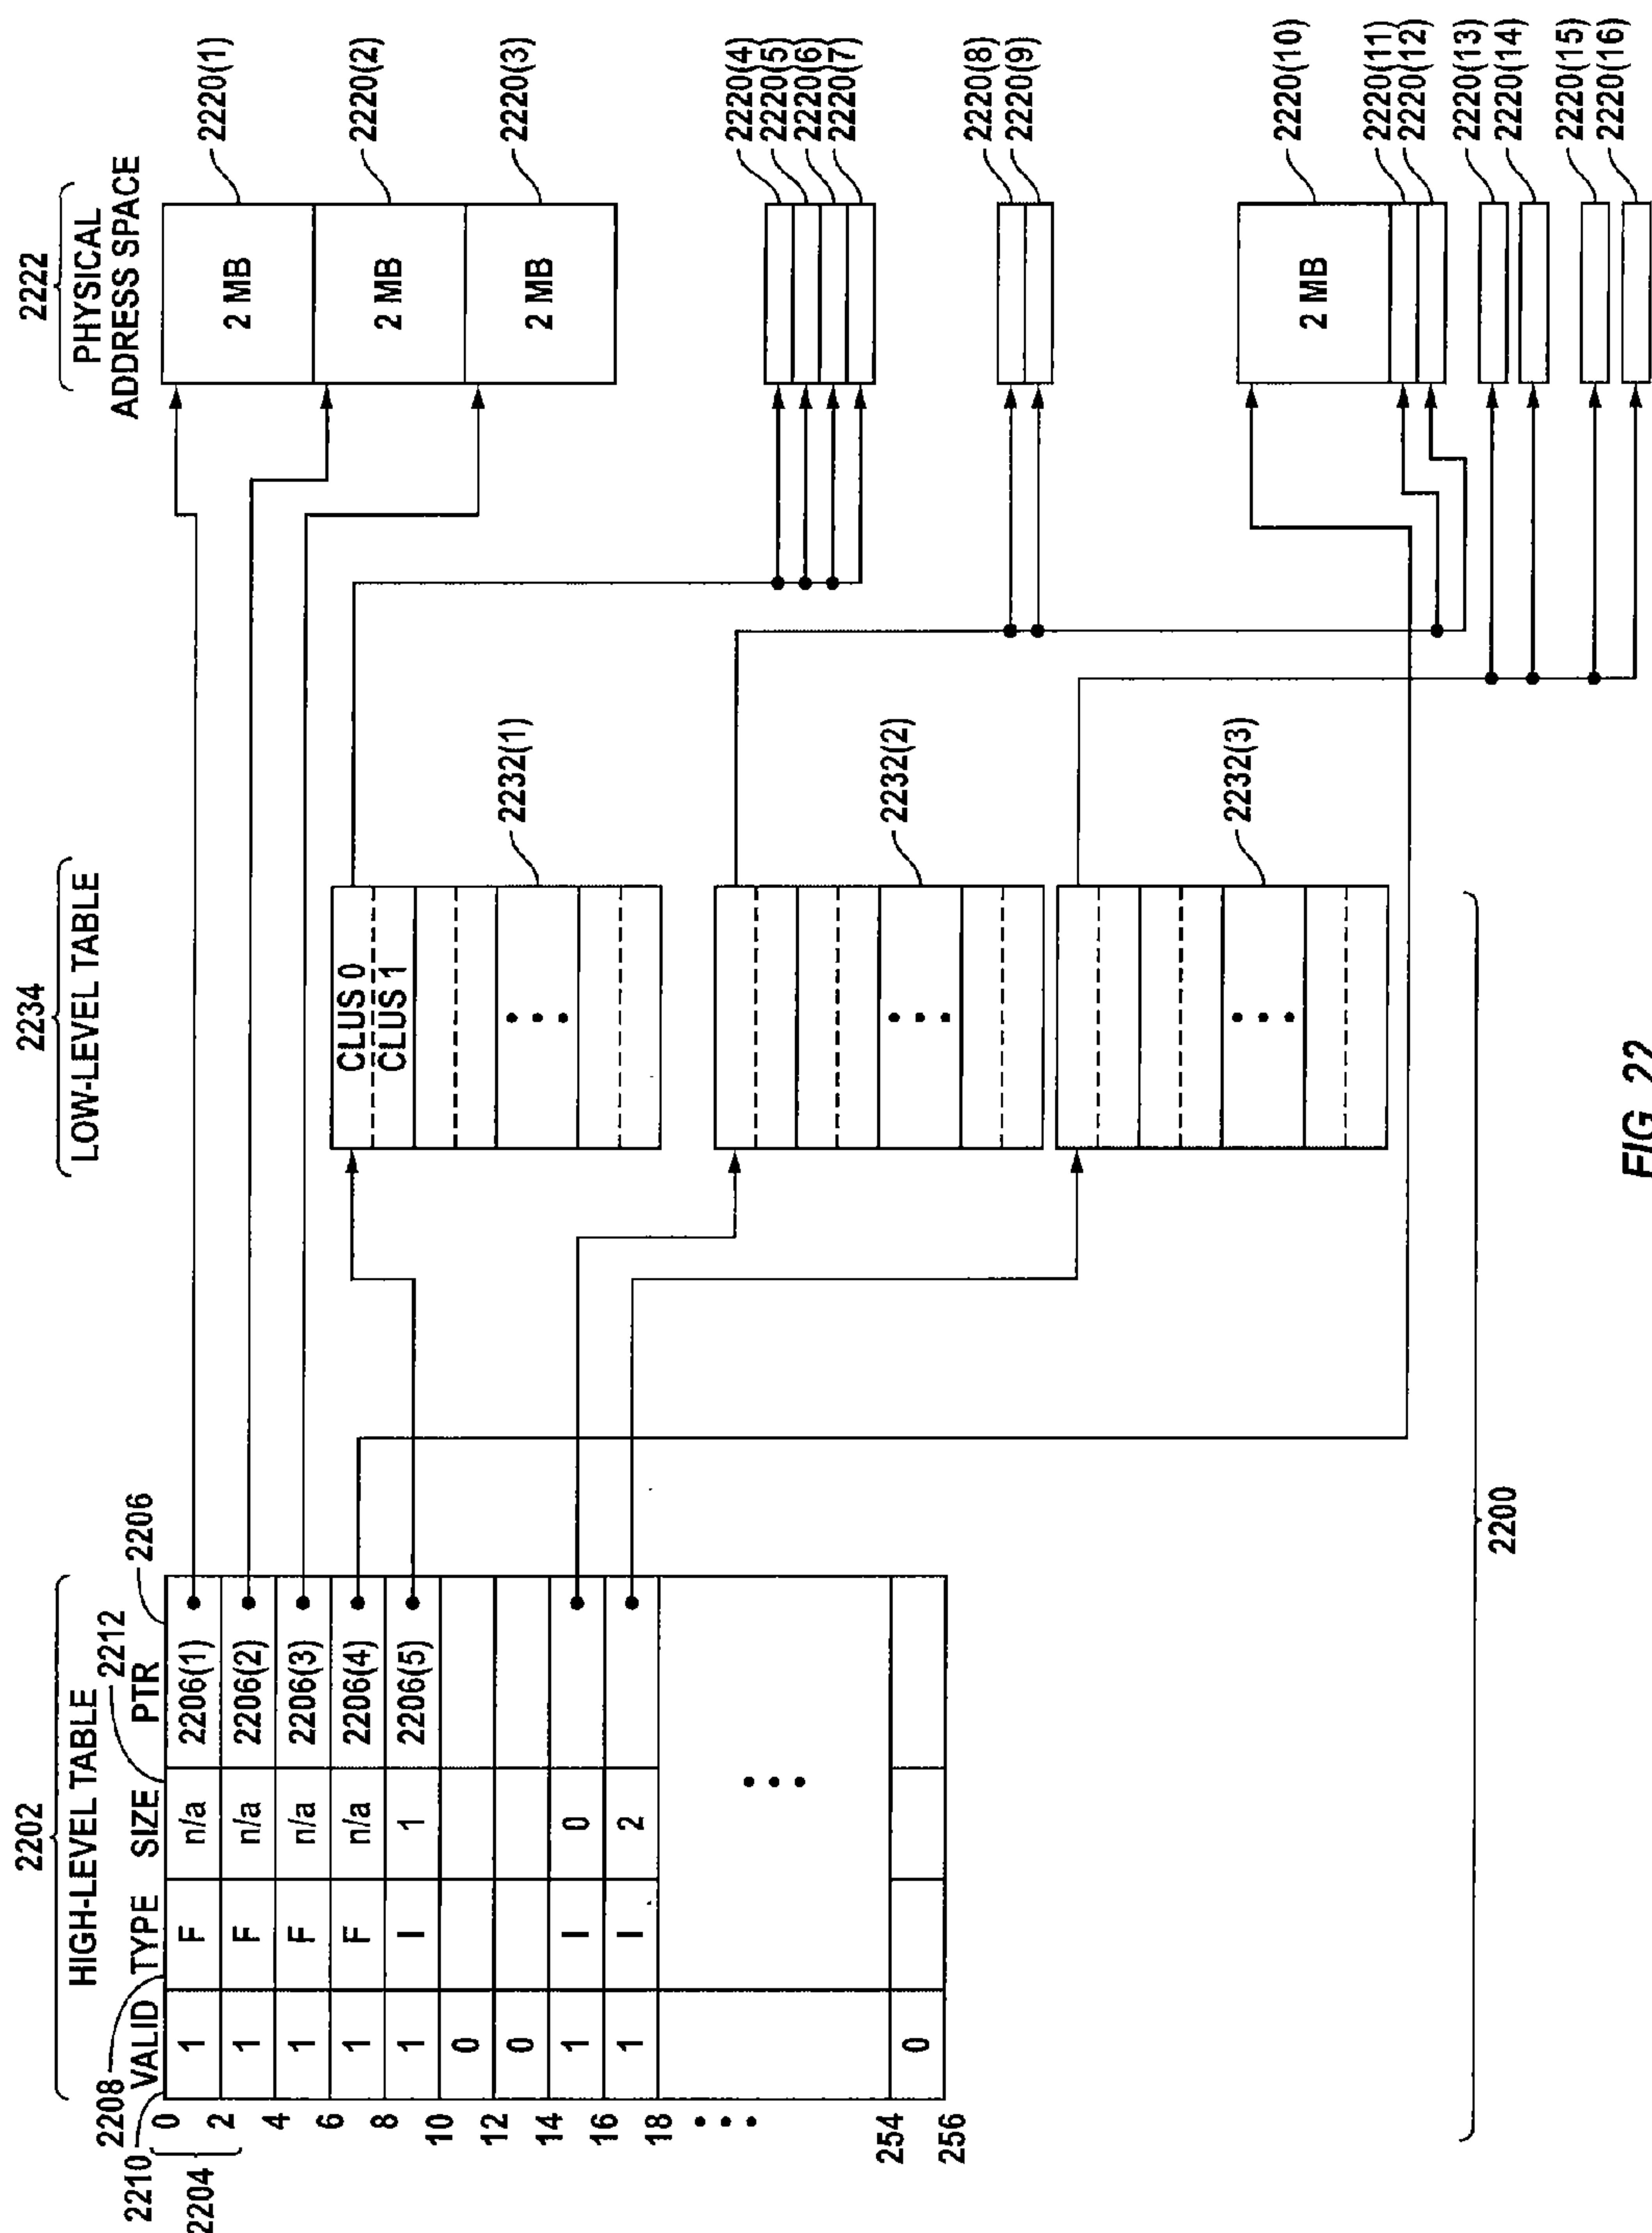 2202
HIGH-LEVEL TABLE
2210
2208
2212
2206
2204
VALID TYPE SIZE PTR
0
1 F n/a 2206(1)
2
1 F n/a 2206(2)
4
1 F n/a 2206(3)
6
1 F n/a 2206(4)
8
1 I 1 2206(5)
10
0
12
0
14
1 I 0
16
1 I 2
18
• • •
• • •
254
0
256
2234
LOW-LEVEL TABLE
CLUS 0
CLUS 1
• • •
2232(1)
• • •
2232(2)
• • •
2232(3)
2222
PHYSICAL
ADDRESS SPACE
2 MB
2220(1)
2 MB
2220(2)
2 MB
2220(3)
2220(4)
2220(5)
2220(6)
2220(7)
2220(8)
2220(9)
2 MB
2220(10)
2220(11)
2220(12)
2220(13)
2220(14)
2220(15)
2220(16)
2200
FIG. 22